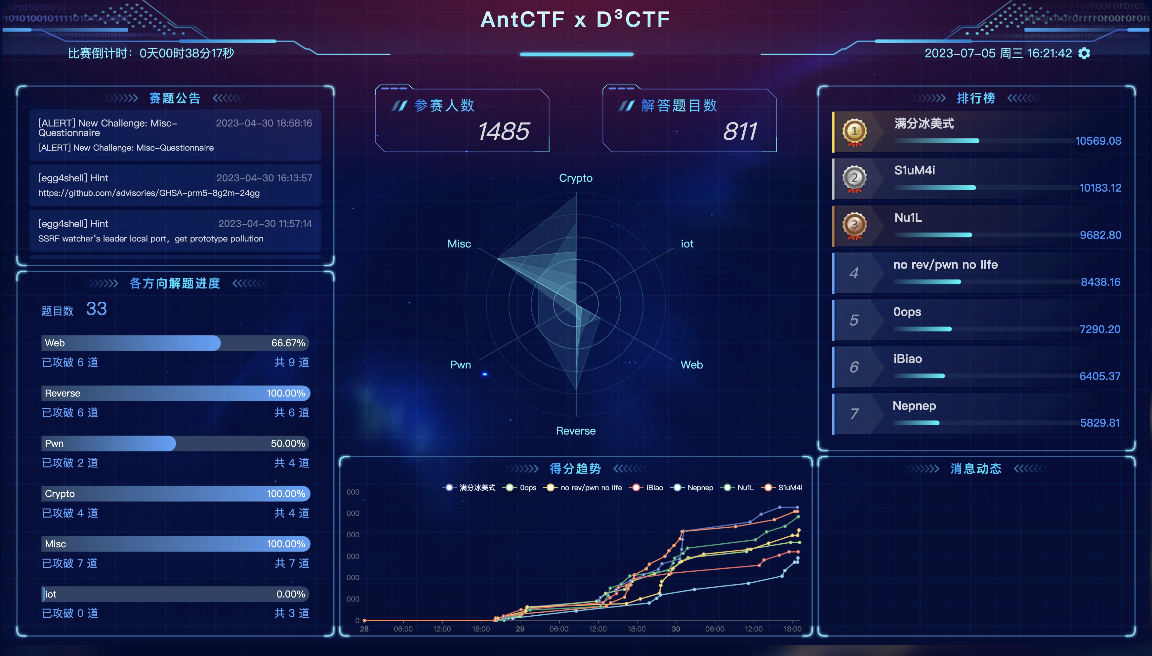 AntCTF x D³CTF
比赛倒计时：0天00时38分17秒
2023-07-05 周三 16:21:42
赛题公告
[ALERT] New Challenge: Misc-
Questionnaire
2023-04-30 18:58:16
[ALERT] New Challenge: Misc-Questionnaire
[egg4shell] Hint
2023-04-30 16:13:57
https://github.com/advisories/GHSA-prm5-8g2m-24gg
[egg4shell] Hint
2023-04-30 11:57:14
SSRF watcher's leader local port, get prototype pollution
各方向解题进度
题目数 33
Web 66.67%
已攻破 6 道 共 9 道
Reverse 100.00%
已攻破 6 道 共 6 道
Pwn 50.00%
已攻破 2 道 共 4 道
Crypto 100.00%
已攻破 4 道 共 4 道
Misc 100.00%
已攻破 7 道 共 7 道
iot 0.00%
已攻破 0 道 共 3 道
参赛人数
1485
解答题目数
811
Crypto
Misc
iot
Pwn
Web
Reverse
得分趋势
满分冰美式 0ops no rev/pwn no life iBiao Nepnep Nu1L S1uM4i
000
000
000
000
000
000
0
28 06:00 12:00 18:00 29 06:00 12:00 18:00 30 06:00 12:00 18:00
排行榜
1 满分冰美式
10569.08
2 S1uM4i
10183.12
3 Nu1L
9682.80
4 no rev/pwn no life
8438.16
5 0ops
7290.20
6 iBiao
6405.37
7 Nepnep
5829.81
消息动态